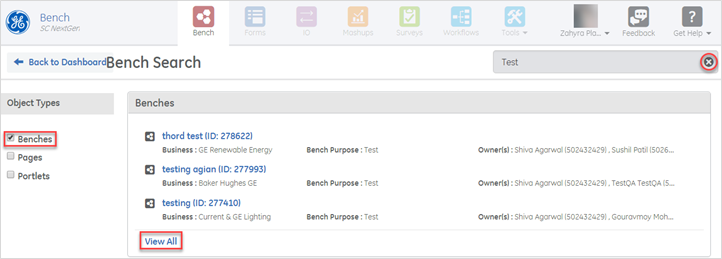 Bench
SC NextGen
Bench
Forms
ID
Mashups
Surveys
Workflows
Tools
Zahyra Pla...
Feedback
Get Help
Back to Dashboard
Bench Search
Test
Object Types
Benches
Pages
Portlets
Benches
thord test (ID: 278622)
Business : GE Renewable Energy Bench Purpose : Test Owner(s) : Shiva Agarwal (502432429) , Sushil Patil (5026...
testing agian (ID: 277993)
Business : Baker Hughes GE Bench Purpose : Test Owner(s) : Shiva Agarwal (502432429) , TestQA TestQA (5...
testing (ID: 277410)
Business : Current & GE Lighting Bench Purpose : Test Owner(s) : Shiva Agarwal (502432429) , Gouravmoy Moh...
View All